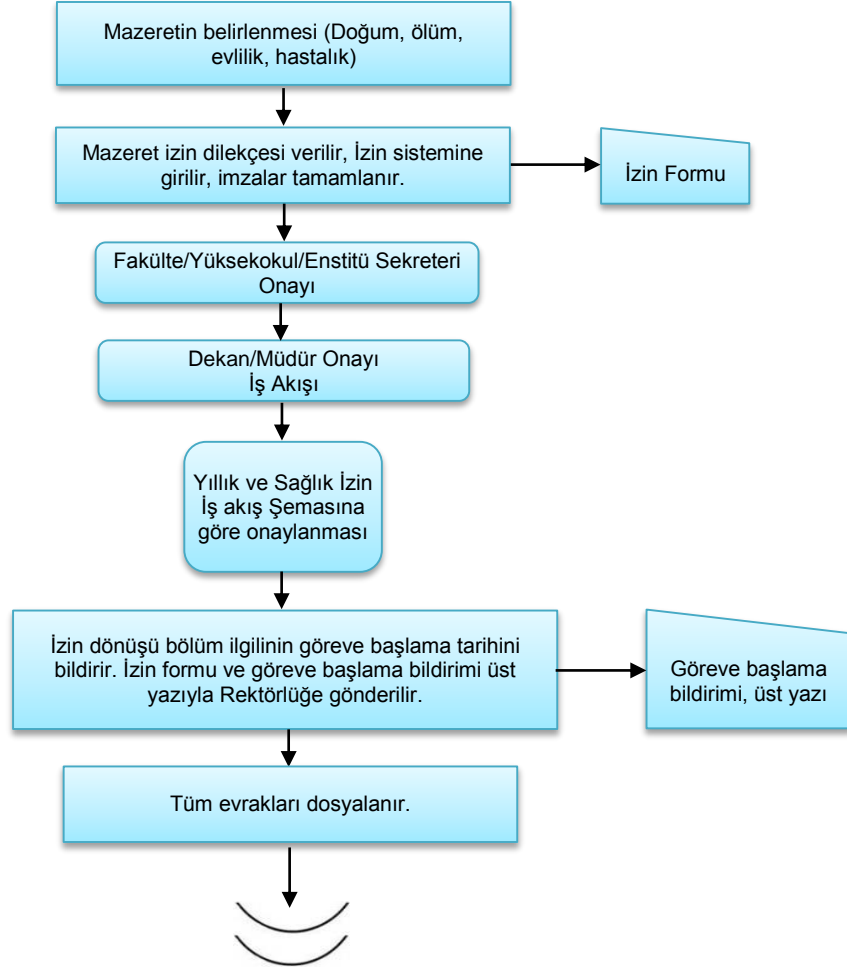 Mazeretin belirlenmesi (Doğum, ölüm,
evlilik, hastalık)
Mazeret izin dilekçesi verilir, İzin sistemine
girilir, imzalar tamamlanır.
İzin Formu
Fakülte/Yüksekokul/Enstitü Sekreteri
Onayı
Dekan/Müdür Onayı
İş Akışı
Yıllık ve Sağlık İzin
İş akış Şemasına
göre onaylanması
İzin dönüşü bölüm ilgilinin göreve başlama tarihini
bildirir. İzin formu ve göreve başlama bildirimi üst
yazıyla Rektörlüğe gönderilir.
Göreve başlama
bildirimi, üst yazı
Tüm evrakları dosyalanır.